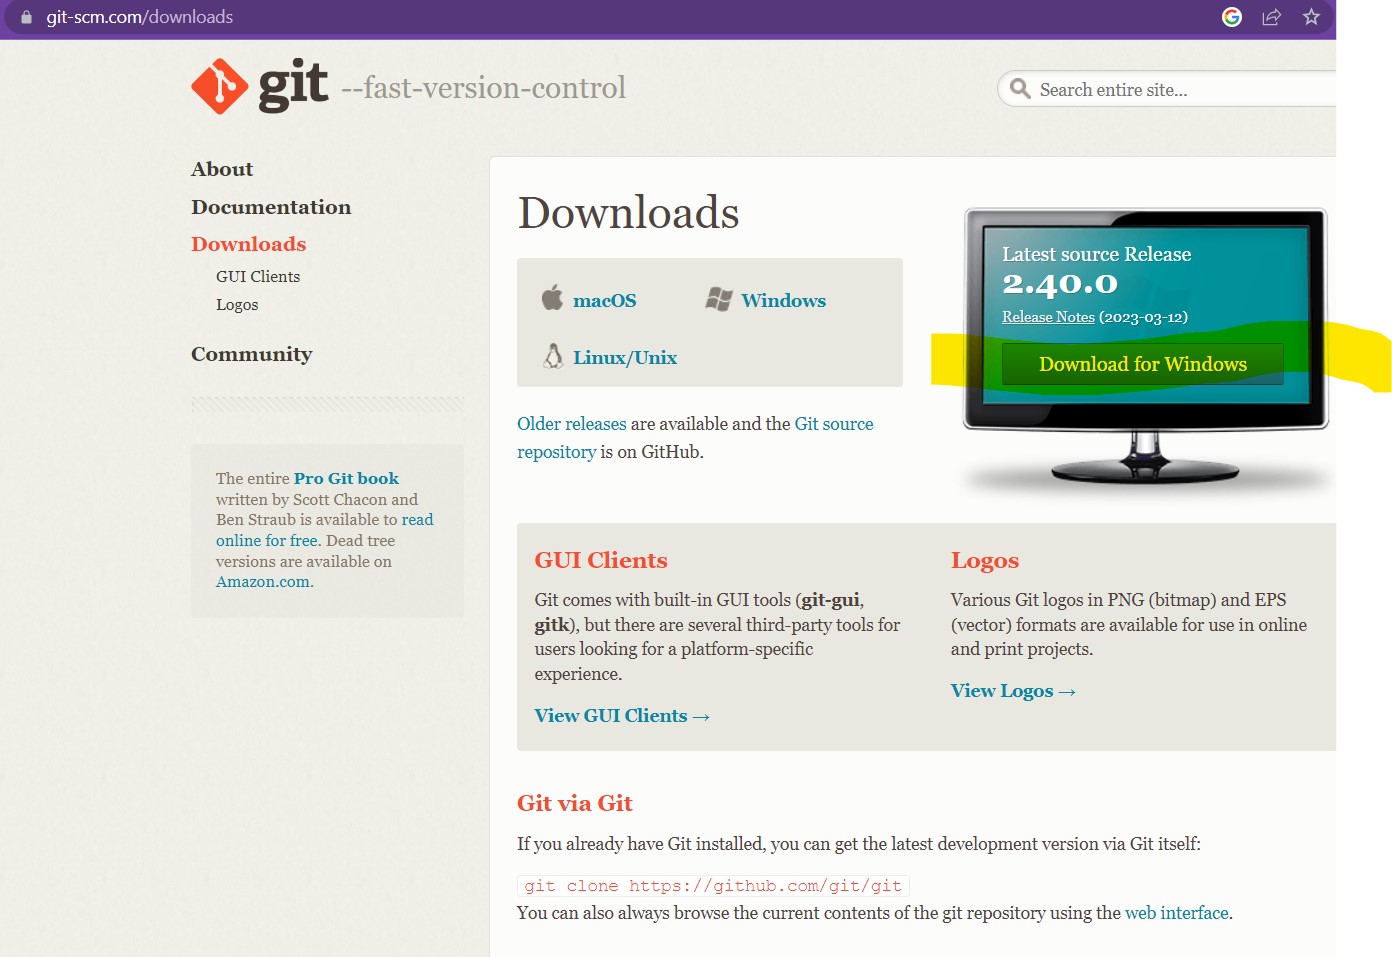 git-scm.com/downloads
git --fast-version-control
Search entire site...
About
Documentation
Downloads
GUI Clients
Logos
Community
The entire Pro Git book
written by Scott Chacon and
Ben Straub is available to read
online for free. Dead tree
versions are available on
Amazon.com.
Downloads
macOS
Windows
Linux/Unix
Older releases are available and the Git source
repository is on GitHub.
Latest source Release
2.40.0
Release Notes (2023-03-12)
Download for Windows
GUI Clients
Git comes with built-in GUI tools (git-gui,
gitk), but there are several third-party tools for
users looking for a platform-specific
experience.
View GUI Clients →
Logos
Various Git logos in PNG (bitmap) and EPS
(vector) formats are available for use in online
and print projects.
View Logos →
Git via Git
If you already have Git installed, you can get the latest development version via Git itself:
git clone https://github.com/git/git
You can also always browse the current contents of the git repository using the web interface.